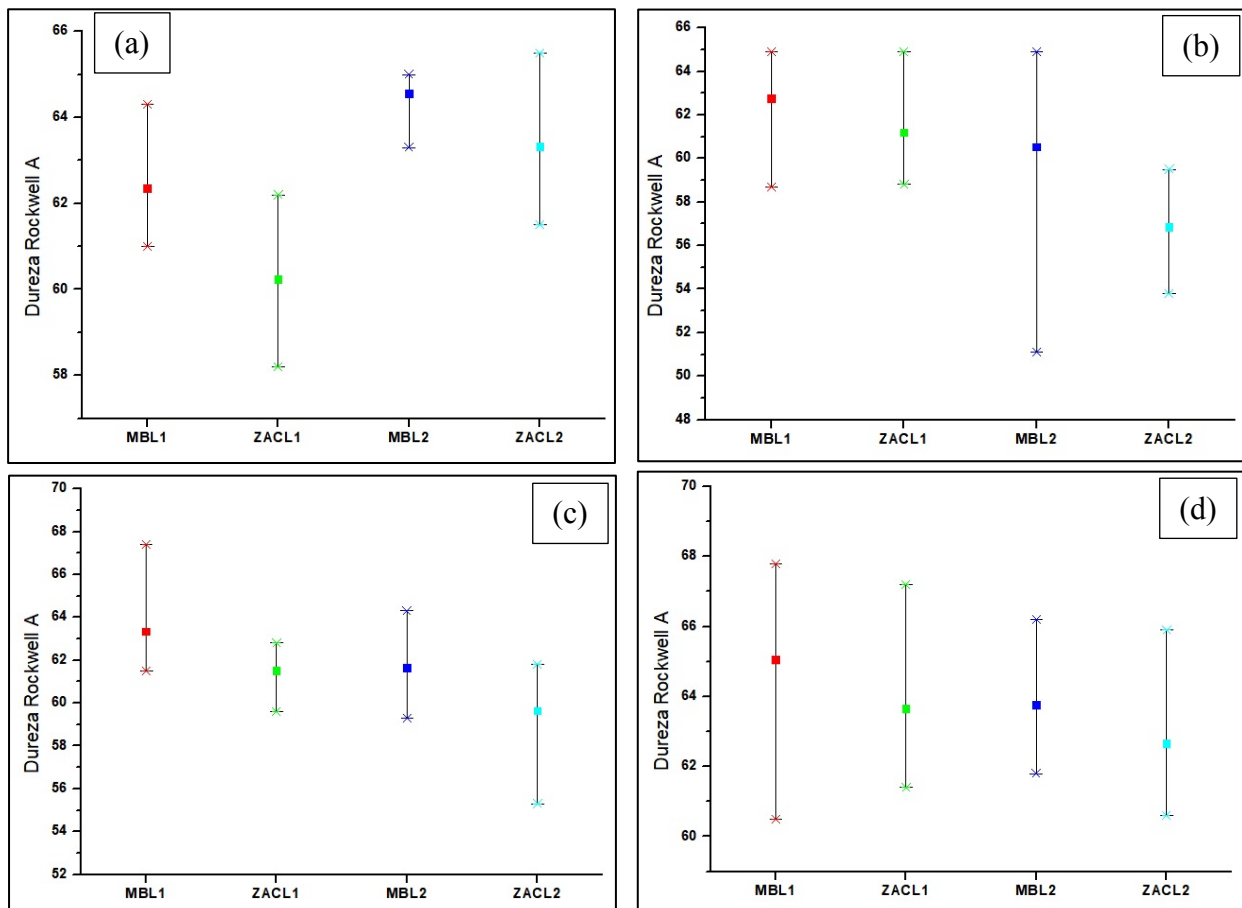 (a)
Dureza Rockwell A
66
64
62
60
58
MBL1 ZACL1 MBL2 ZACL2
(b)
Dureza Rockwell A
66
64
62
60
58
56
54
52
50
48
MBL1 ZACL1 MBL2 ZACL2
(c)
Dureza Rockwell A
70
68
66
64
62
60
58
56
54
52
MBL1 ZACL1 MBL2 ZACL2
(d)
Dureza Rockwell A
70
68
66
64
62
60
MBL1 ZACL1 MBL2 ZACL2